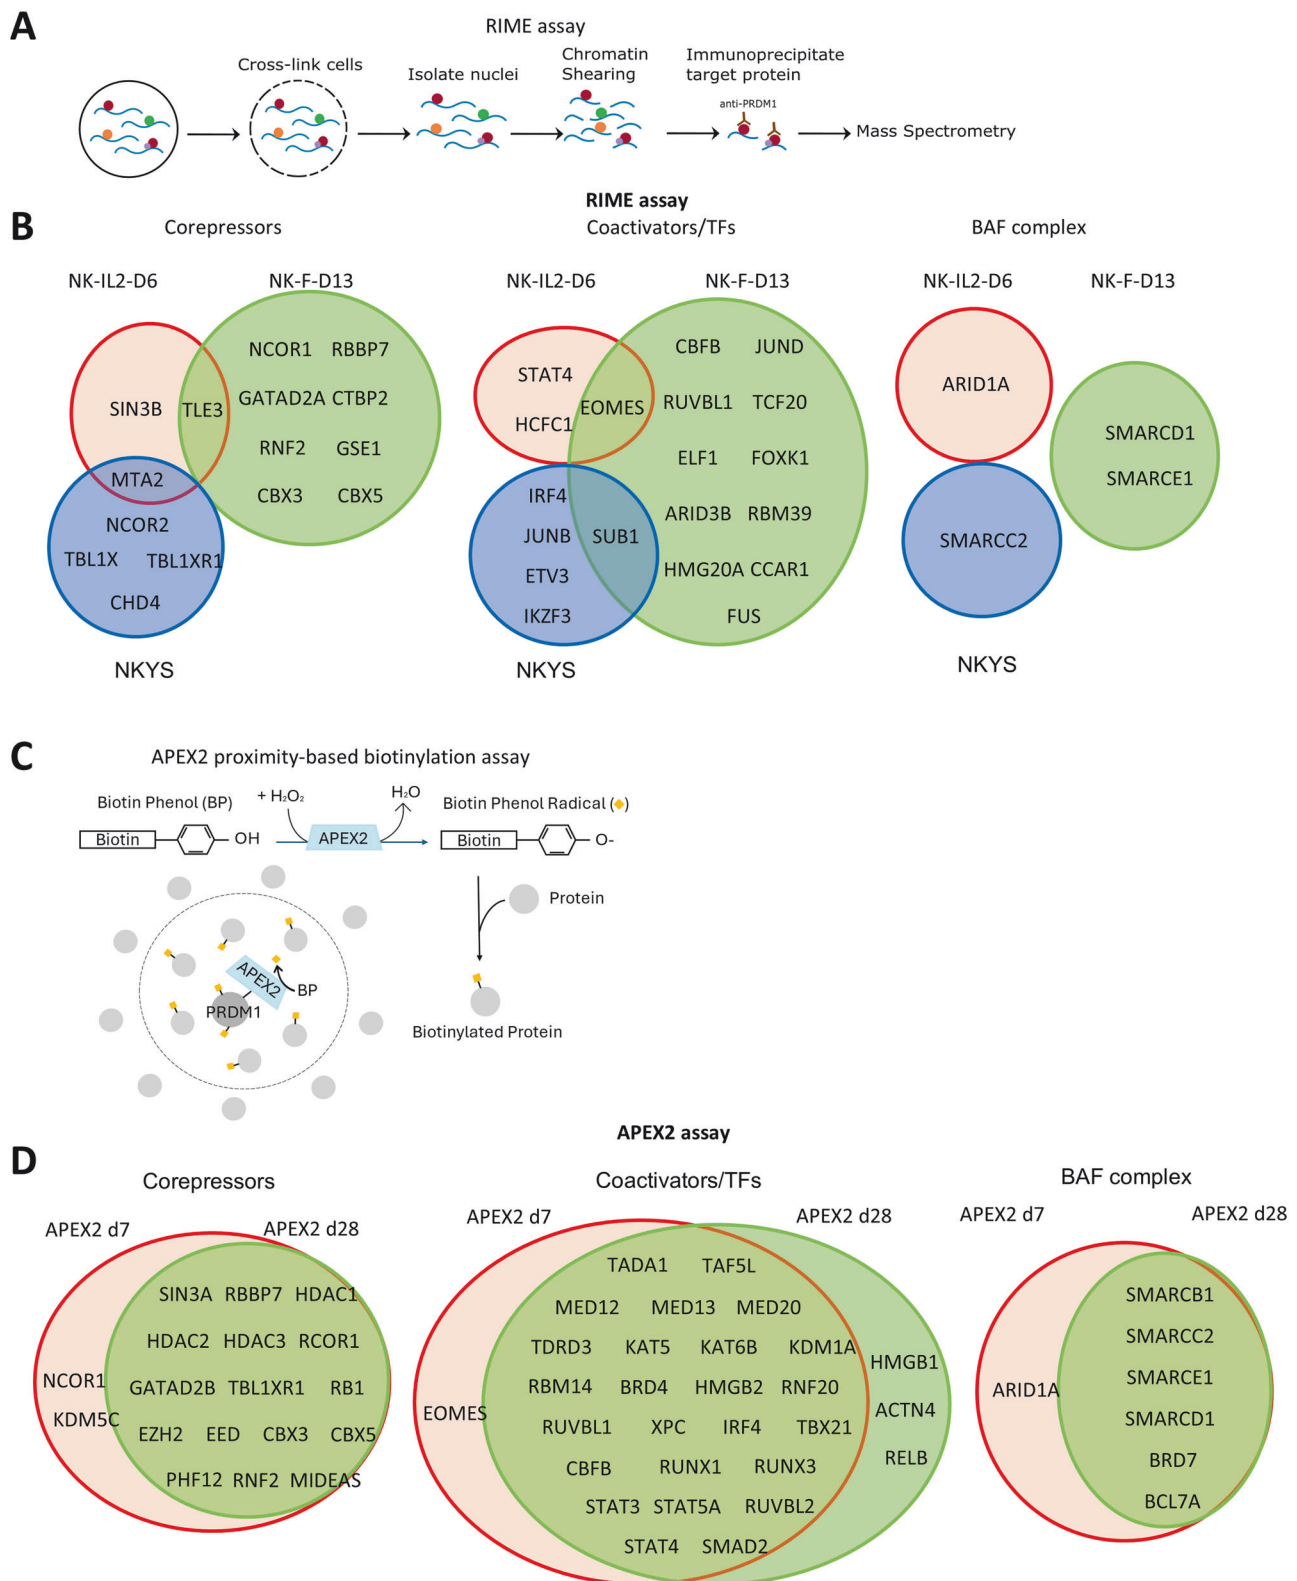 A
RIME assay
Cross-link cells
Isolate nuclei
Chromatin
Shearing
Immunoprecipitate
target protein
anti-PRDM1
Mass Spectrometry
RIME assay
B
Corepressors
Coactivators/TFs
BAF complex
NK-IL2-D6
NK-F-D13
NK-IL2-D6
NK-F-D13
NK-IL2-D6
NK-F-D13
NCOR1 RBBP7
SIN3B TLE3 GATAD2A CTBP2
RNF2 GSE1
MTA2
CBX3 CBX5
NCOR2
TBL1X TBL1XR1
CHD4
NKYS
CBFB JUND
STAT4
EOMES RUVBL1 TCF20
HCFC1
ELF1 FOXK1
IRF4
ARID3B RBM39
JUNB SUB1
ETV3 HMG20A CCAR1
IKZF3 FUS
NKYS
ARID1A
SMARCD1
SMARCE1
SMARCC2
NKYS
C
APEX2 proximity-based biotinylation assay
Biotin Phenol (BP)
+ H₂O₂
H₂O
Biotin Phenol Radical ( )
Biotin OH
APEX2
Biotin O-
Protein
APEX2
BP
PRDM1
Biotinylated Protein
APEX2 assay
D
Corepressors
Coactivators/TFs
BAF complex
APEX2 d7
APEX2 d28
APEX2 d7
APEX2 d28
APEX2 d7
APEX2 d28
SIN3A RBBP7 HDAC1
HDAC2 HDAC3 RCOR1
NCOR1
GATAD2B TBL1XR1 RB1
KDM5C
EZH2 EED CBX3 CBX5
PHF12 RNF2 MIDEAS
TADA1 TAF5L
MED12 MED13 MED20
TDRD3 KAT5 KAT6B KDM1A
HMGB1
RBM14 BRD4 HMGB2 RNF20
EOMES
ACTN4
RUVBL1 XPC IRF4 TBX21
RELB
CBFB RUNX1 RUNX3
STAT3 STAT5A RUVBL2
STAT4 SMAD2
SMARCB1
SMARCC2
SMARCE1
ARID1A
SMARCD1
BRD7
BCL7A